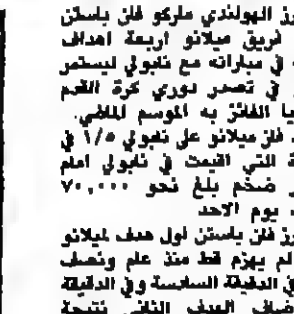 رز الهولندي ماركو فان باستن
فريق ميلانو اربعة اهداف
في مباراته مع نابولي ليستمر
في تصدر دوري كرة القدم
يا الفائز به الموسم الماضي.
فاز ميلانو على نابولي ١/٥ في
ة التي اقيمت في نابولي امام
ر ضخم بلغ نحو ٧٠,٠٠٠
يوم الاحد
رز فان باستن اول هدف لميلانو
لم يهزم قط منذ عام ونصف
في الدقيقة السادسة وفي الدقيقة
ضاف الهدف الثاني نتيجة